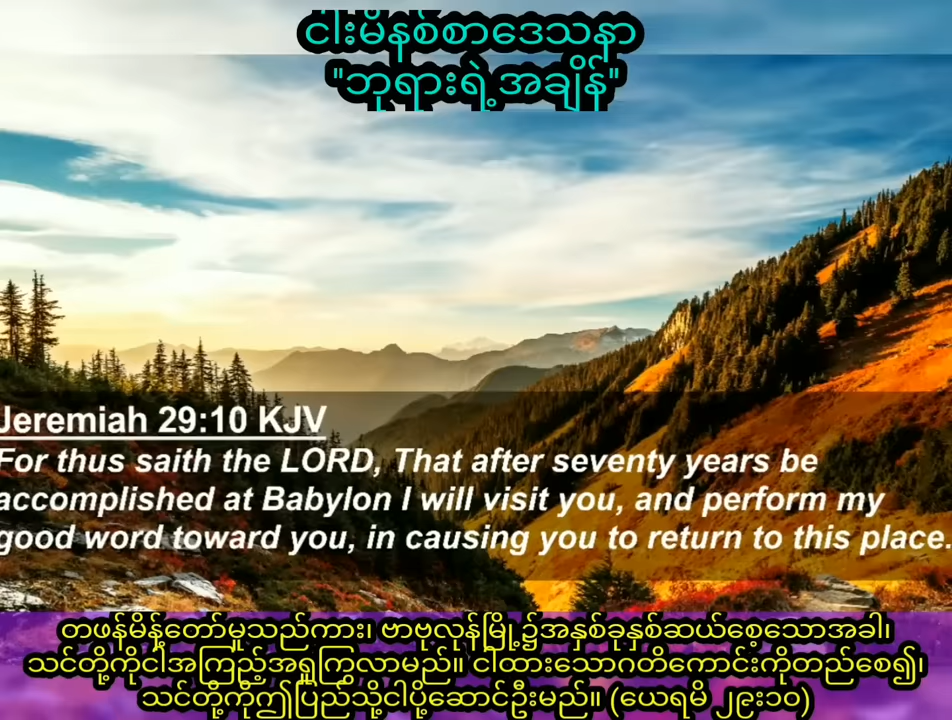 ငါးမိနစ်စာဒေသနာ
"ဘုရားရဲ့အချိန်"
Jeremiah 29:10 KJV
For thus saith the LORD, That after seventy years be
accomplished at Babylon I will visit you, and perform my
good word toward you, in causing you to return to this place.
တဖန်မိန့်တော်မူသည်ကား၊ ဗာဗုလုန်မြို့၌အနှစ်ခုနှစ်ဆယ်စေ့သောအခါ၊
သင်တို့ကိုငါအကြည့်အရှုကြွလာမည်။ ငါထားသောဂတိကောင်းကိုတည်စေ၍၊
သင်တို့ကိုဤပြည်သို့ငါပို့ဆောင်ဦးမည်။ (ယေရမိ ၂၉း၁၀)